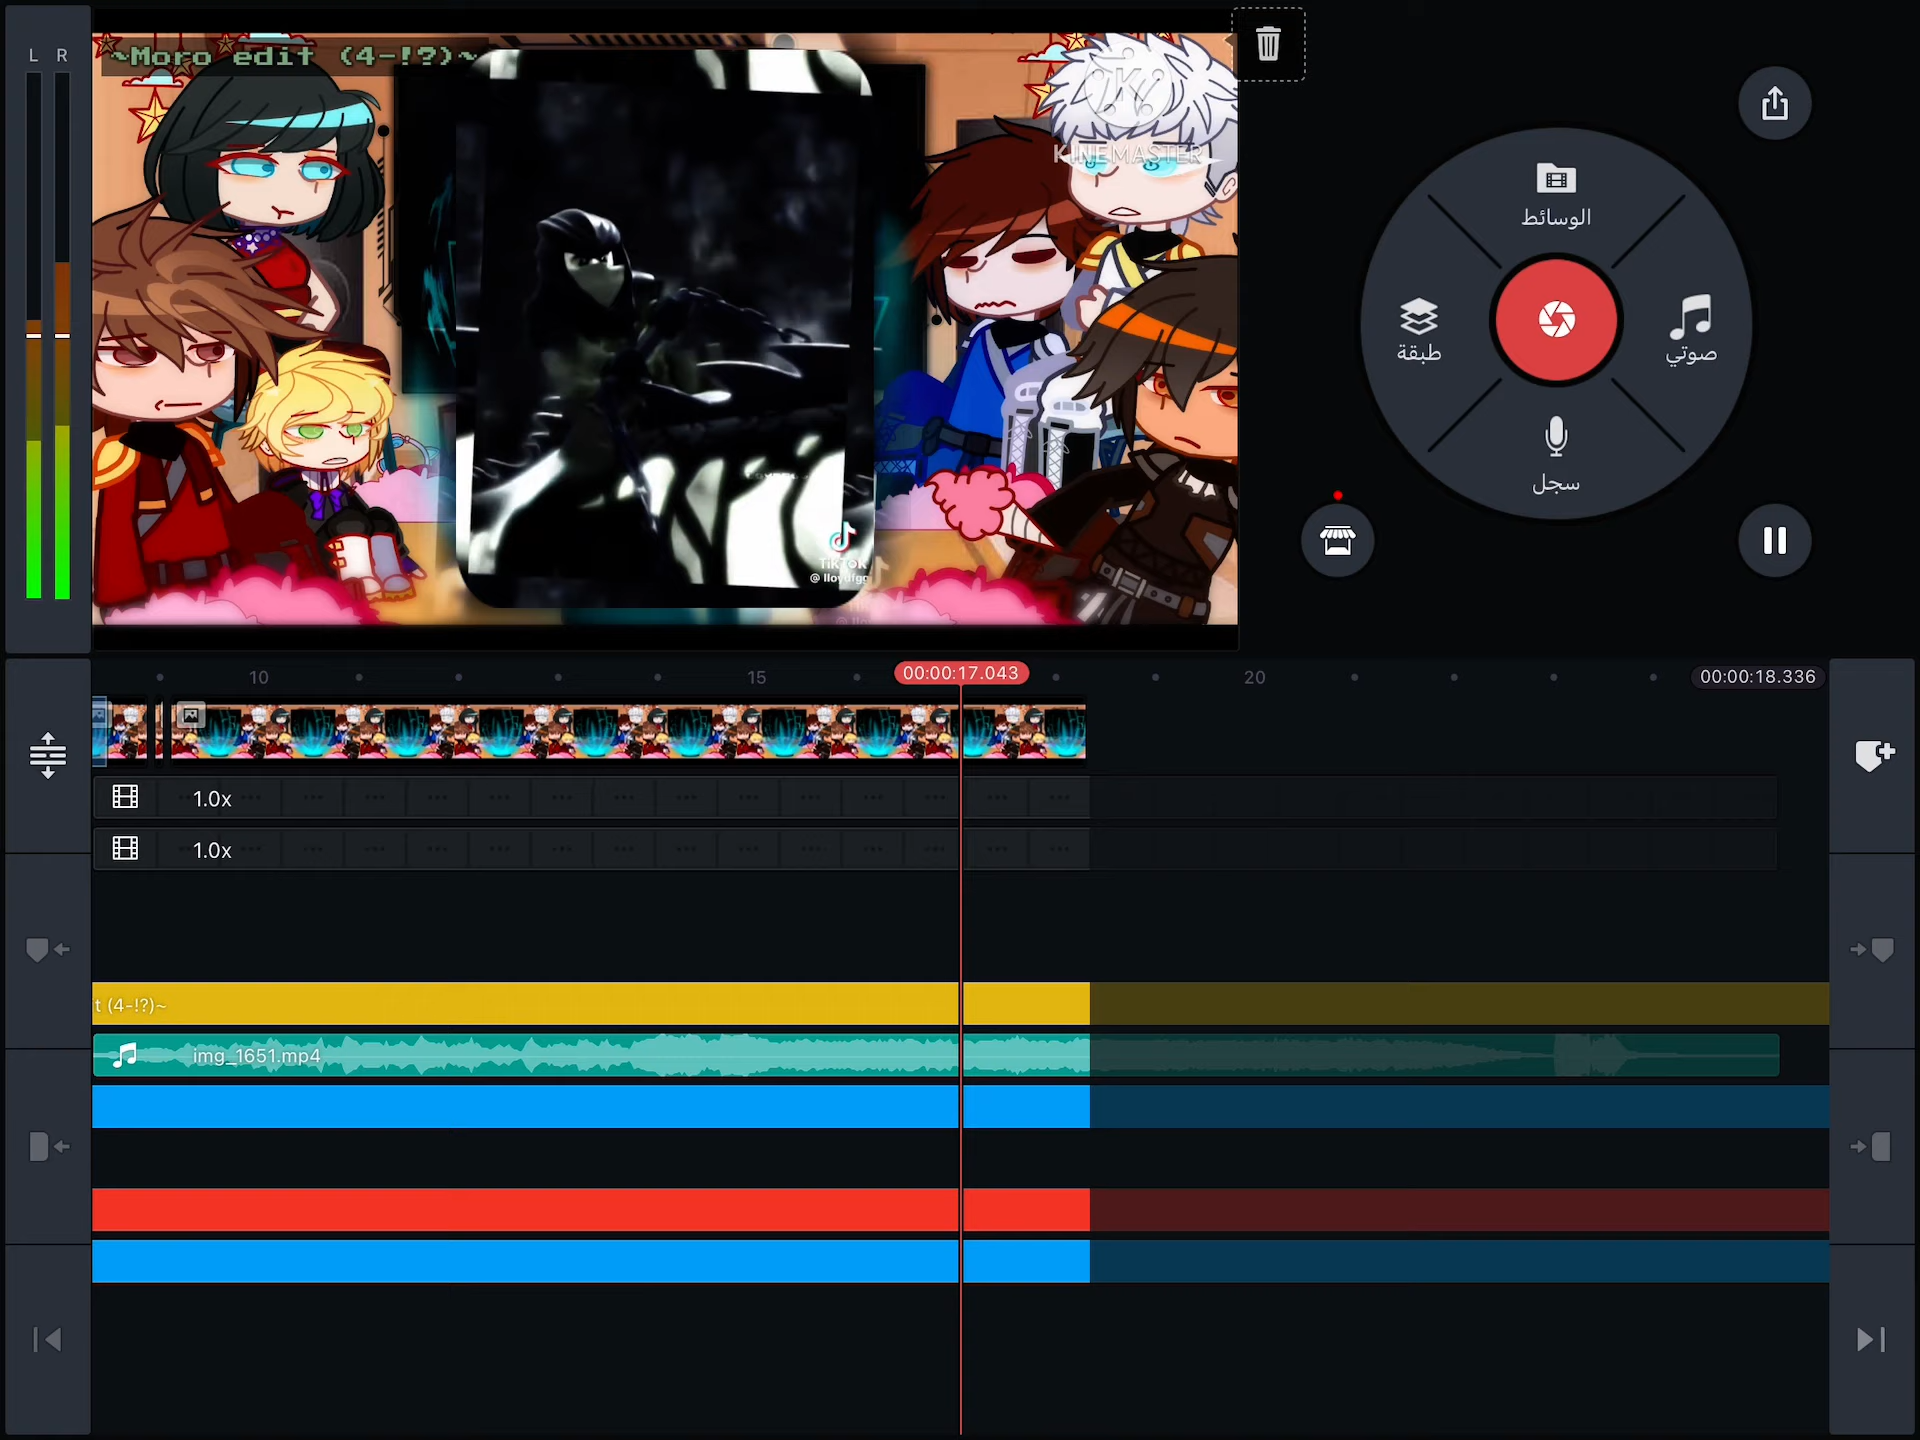 L R
~Moro edit (4-!?)~
KINEMASTER
TikTok
@lloydfgg
الوسائط
طبقة
صوتي
سجل
10
15
00:00:17.043
20
00:00:18.336
1.0x
1.0x
t (4-!?)~
img_1651.mp4